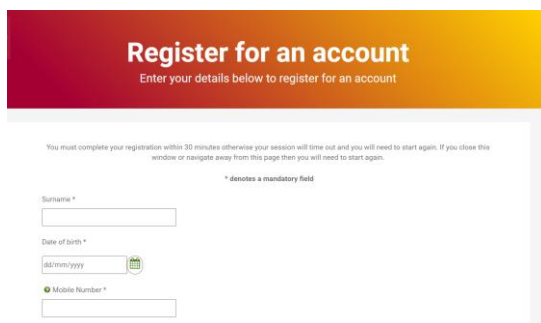 Register for an account
Enter your details below to register for an account
You must complete your registration within 30 minutes otherwise your session will time out and you will need to start again. If you close this
window or navigate away from this page then you will need to start again.
* denotes a mandatory field
Surname *
Date of birth *
dd/mm/yyyy
Mobile Number *